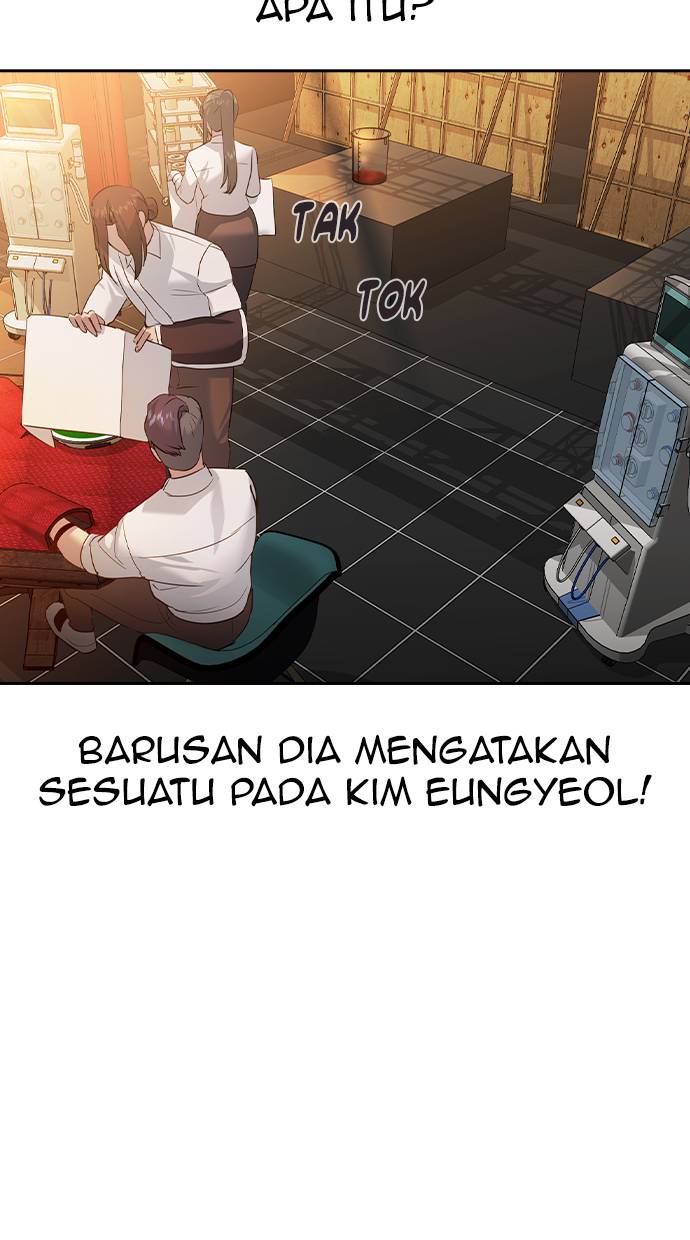 APA ITU?
TAK
TOK
BARUSAN DIA MENGATAKAN
SESUATU PADA KIM EUNGYEOL!